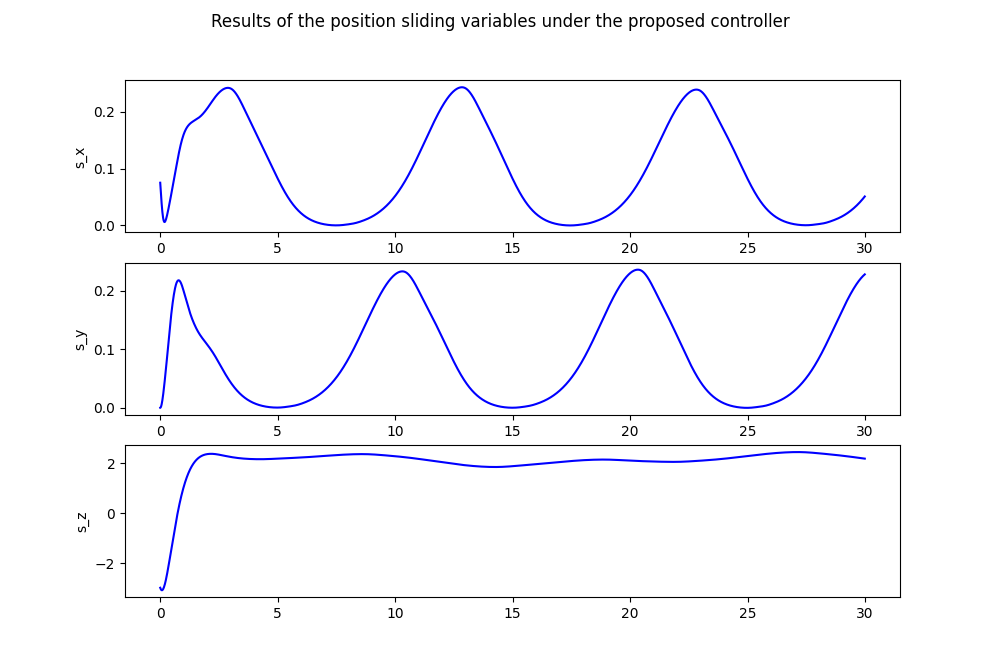 Results of the position sliding variables under the proposed controller
0.2
0.1
0.0
s_x
0 5 10 15 20 25 30
0.2
0.1
0.0
s_y
0 5 10 15 20 25 30
2
0
−2
s_z
0 5 10 15 20 25 30